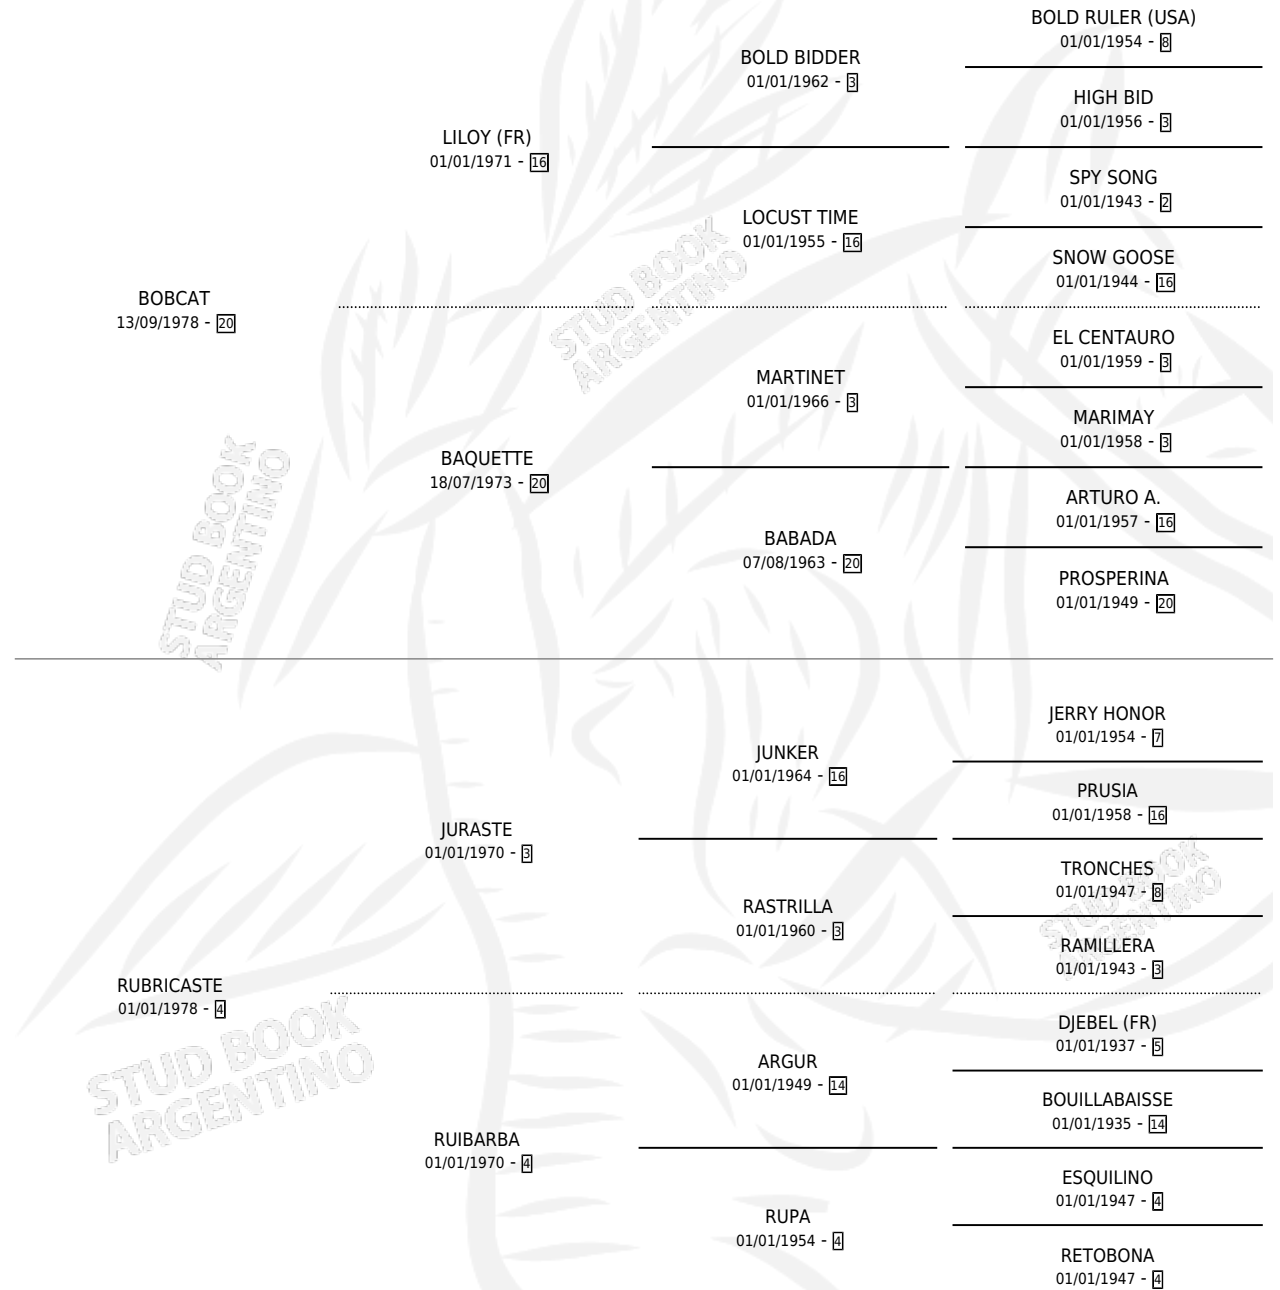 BOLD RULER (USA)
01/01/1954 - 8
BOLD BIDDER
01/01/1962 - 3
HIGH BID
01/01/1956 - 3
LILOY (FR)
01/01/1971 - 16
SPY SONG
01/01/1943 - 2
LOCUST TIME
01/01/1955 - 16
SNOW GOOSE
01/01/1944 - 16
BOBCAT
13/09/1978 - 20
STUD BOOK
ARGENTINO
EL CENTAURO
01/01/1959 - 3
MARTINET
01/01/1966 - 3
MARIMAY
01/01/1958 - 3
BAQUETTE
18/07/1973 - 20
ARTURO A.
01/01/1957 - 16
BABADA
07/08/1963 - 20
PROSPERINA
01/01/1949 - 20
STUD BOOK
ARGENTINO
JERRY HONOR
01/01/1954 - 7
JUNKER
01/01/1964 - 16
PRUSIA
01/01/1958 - 16
JURASTE
01/01/1970 - 3
TRONCHES
01/01/1947 - 8
RASTRILLA
01/01/1960 - 3
STUD BOOK
ARGENTINO
RAMILLERA
01/01/1943 - 3
RUBRICASTE
01/01/1978 - 4
STUD BOOK
ARGENTINO
DJEBEL (FR)
01/01/1937 - 5
ARGUR
01/01/1949 - 14
BOUILLABAISSE
01/01/1935 - 14
RUIBARBA
01/01/1970 - 4
ESQUILINO
01/01/1947 - 4
RUPA
01/01/1954 - 4
RETOBONA
01/01/1947 - 4